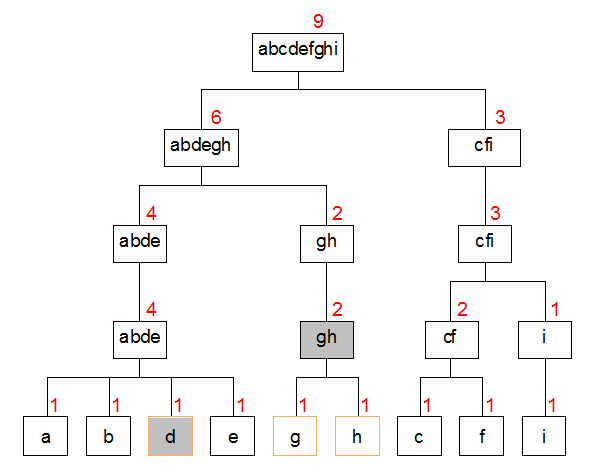 9
abcdefghi
6 3
abdegh cfi
4 2 3
abde gh cfi
4 2 2 1
abde gh cf i
1 1 1 1 1 1 1 1 1
a b d e g h c f i